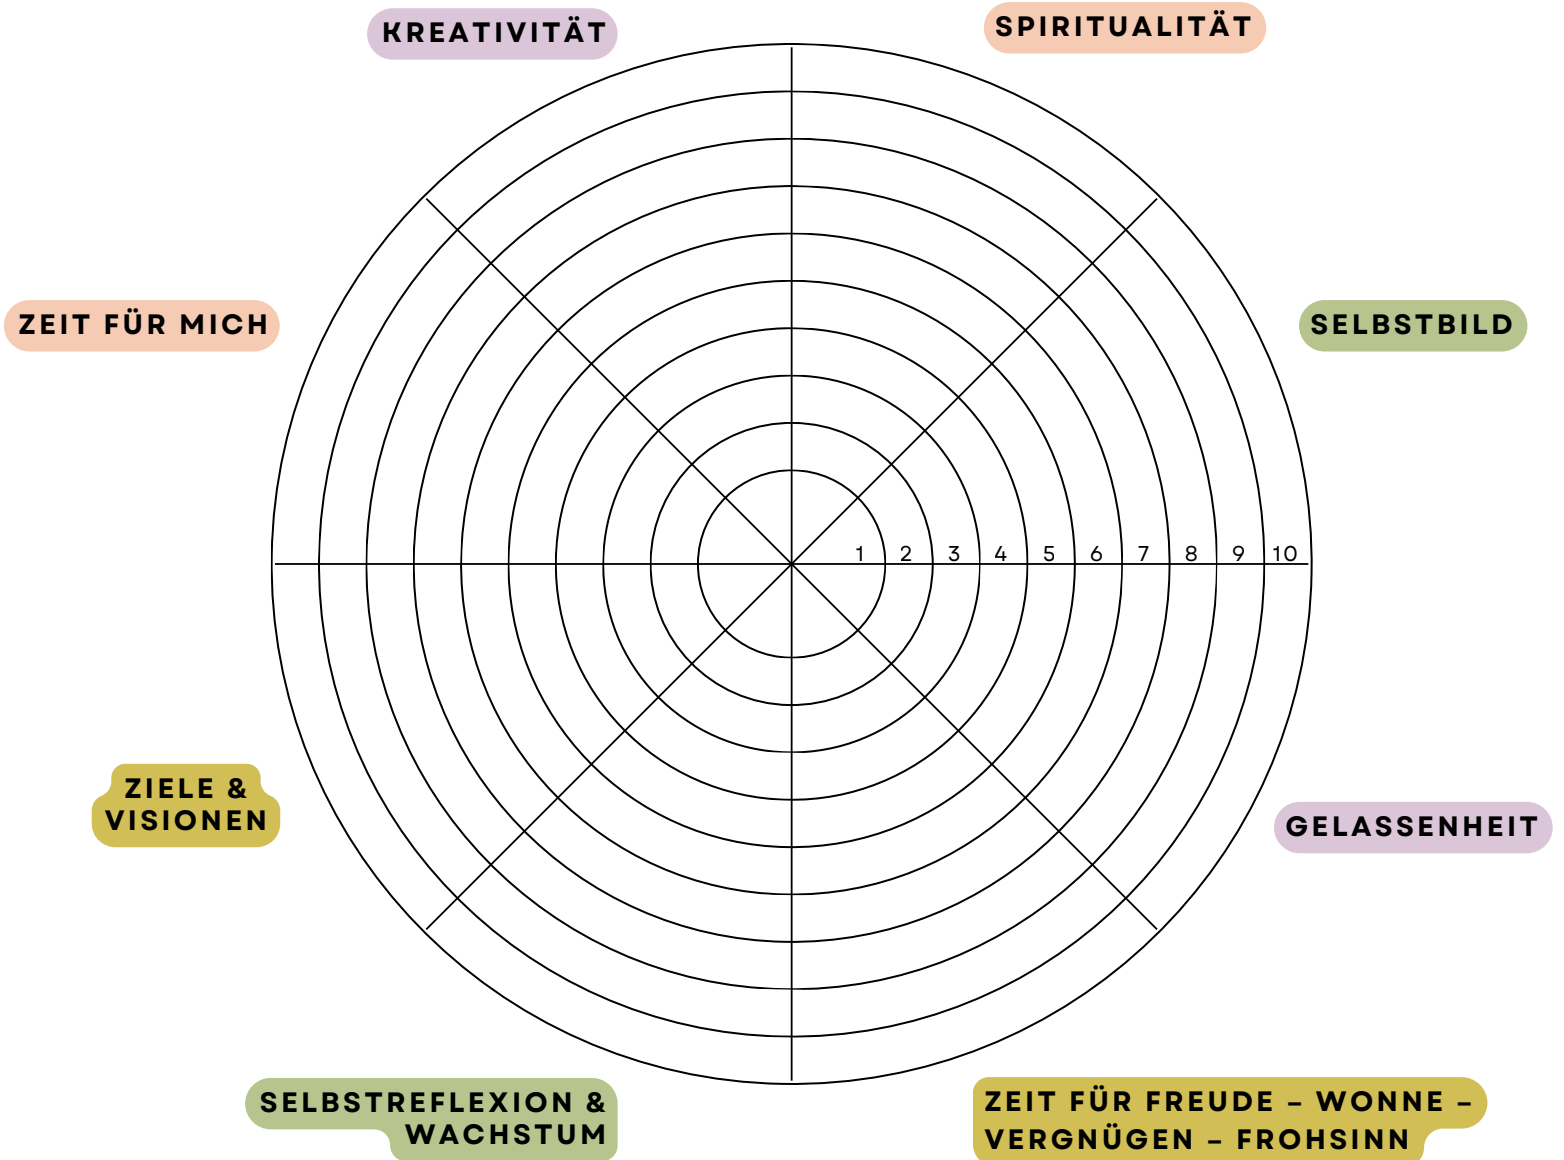 KREATIVITÄT
SPIRITUALITÄT
ZEIT FÜR MICH
SELBSTBILD
1 2 3 4 5 6 7 8 9 10
ZIELE &
VISIONEN
GELASSENHEIT
SELBSTREFLEXION &
WACHSTUM
ZEIT FÜR FREUDE – WONNE –
VERGNÜGEN – FROHSINN